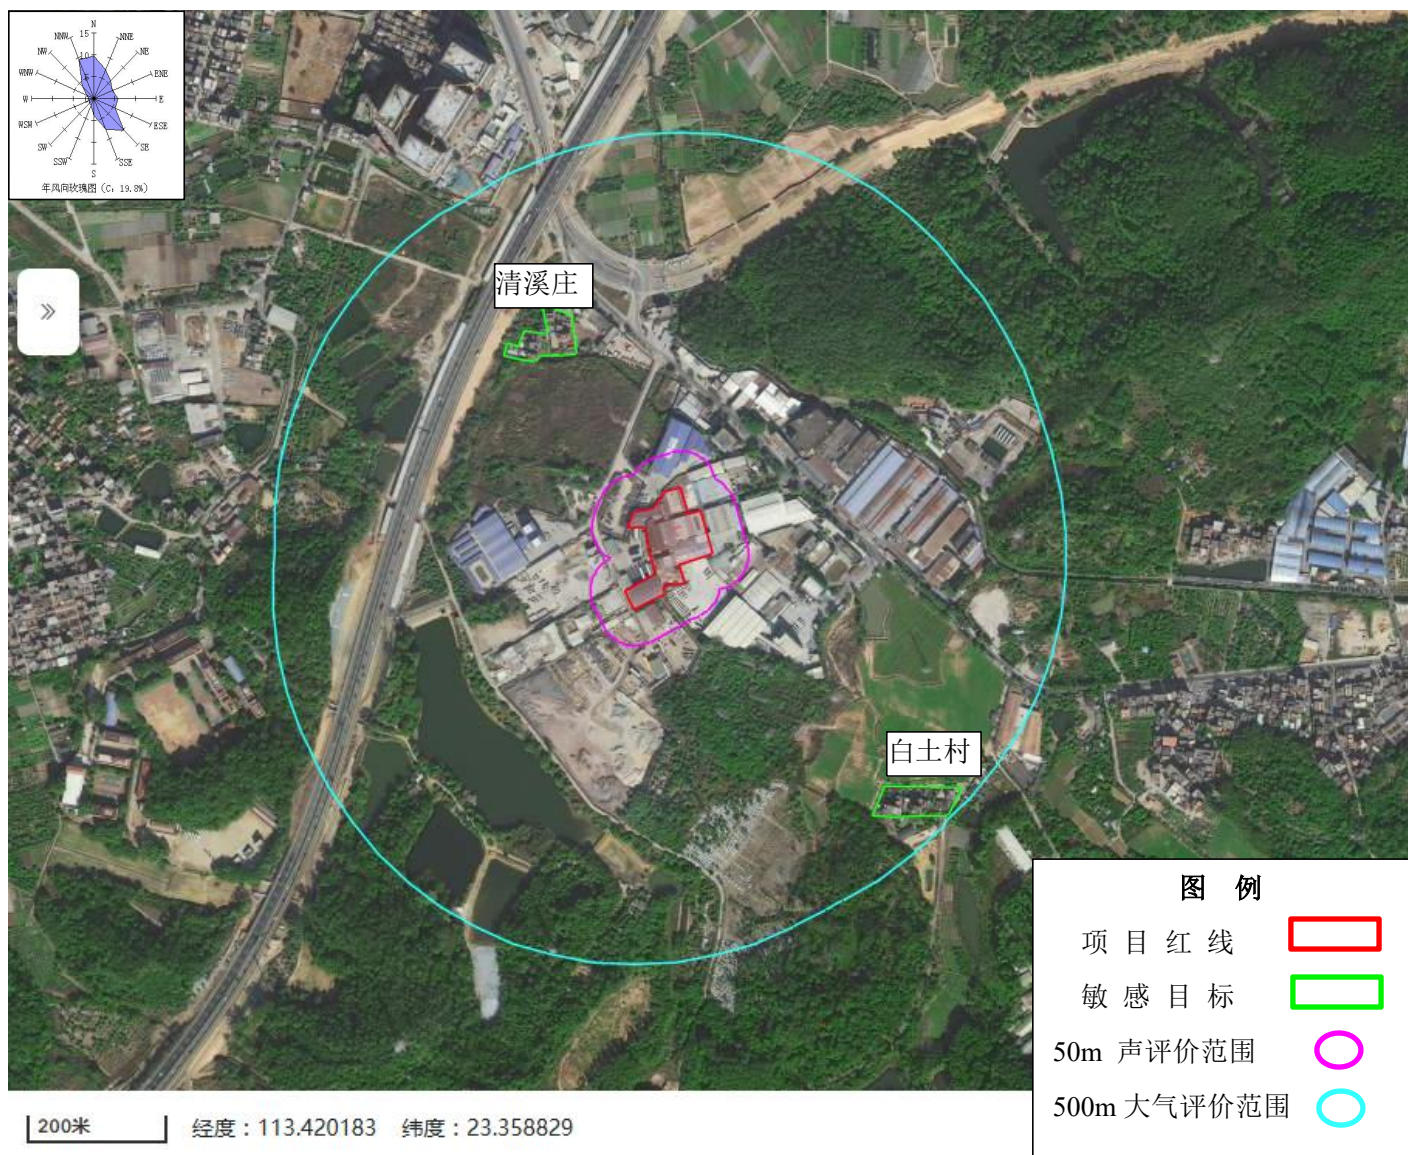 N
NNE
NE
ENE
E
ESE
SE
SSE
S
SSW
SW
WSW
W
WNW
NW
NNW
15
10
5
年风向玫瑰图 (C: 19.8%)
清溪庄
白土村
图 例
项 目 红 线
敏 感 目 标
50m 声评价范围
500m 大气评价范围
200米
经度：113.420183 纬度：23.358829